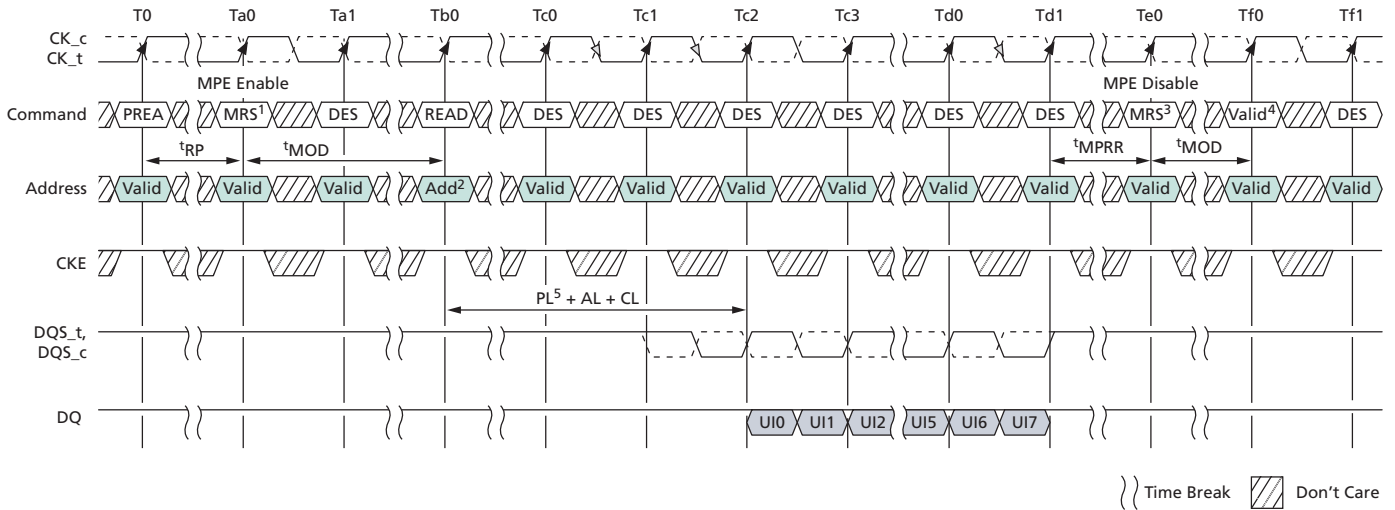 T0 Ta0 Ta1 Tb0 Tc0 Tc1 Tc2 Tc3 Td0 Td1 Te0 Tf0 Tf1
CK_c
CK_t
MPE Enable MPE Disable
Command PREA MRS1 DES READ DES DES DES DES DES DES MRS3 Valid4 DES
tRP tMOD tMPRR tMOD
Address Valid Valid Valid Add2 Valid Valid Valid Valid Valid Valid Valid Valid Valid
CKE
PL5 + AL + CL
DQS_t,
DQS_c
DQ UI0 UI1 UI2 UI5 UI6 UI7
Time Break Don't Care